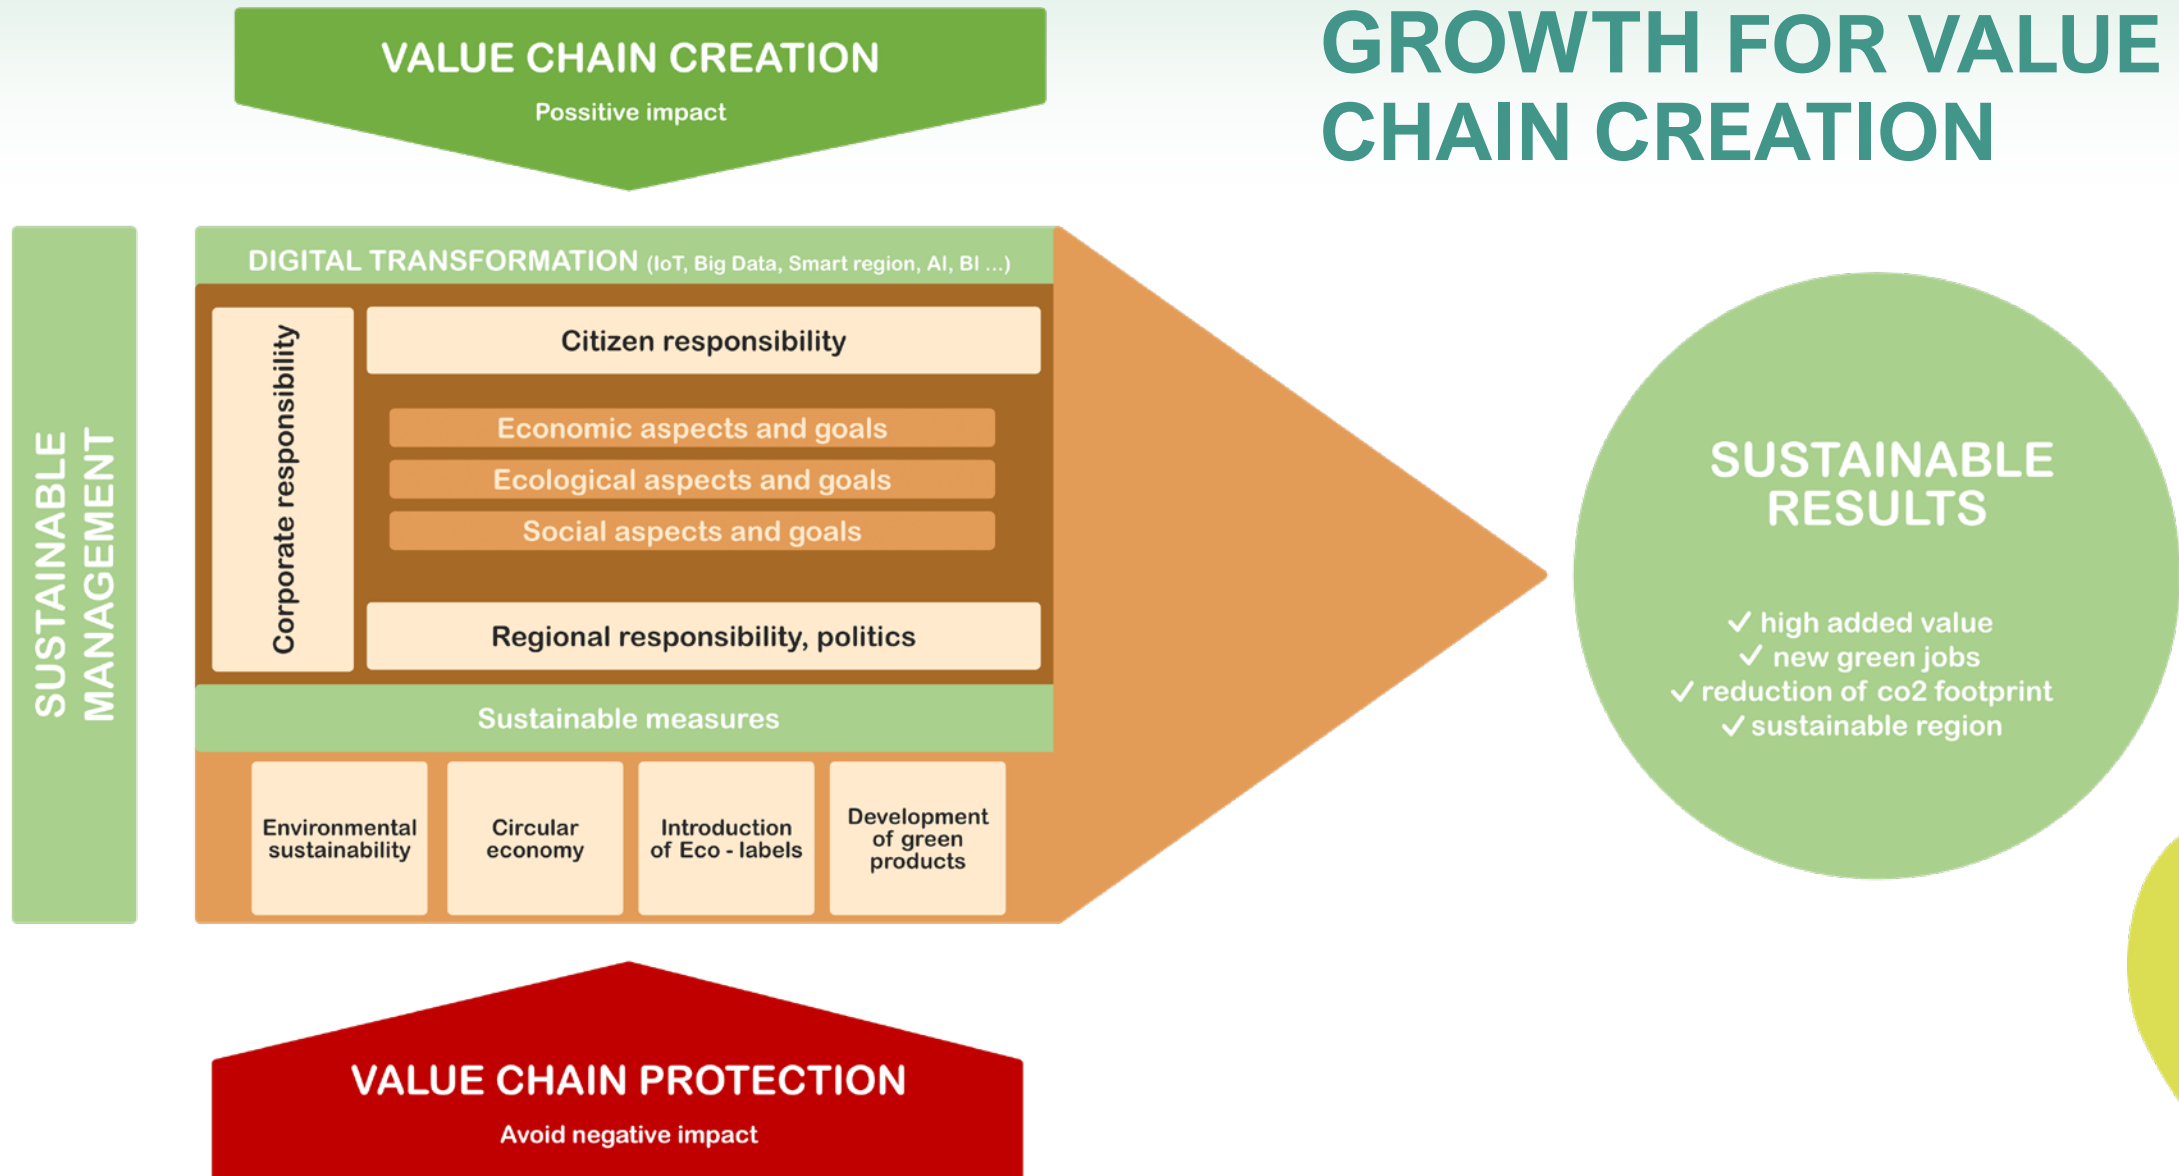 GROWTH FOR VALUE
CHAIN CREATION
VALUE CHAIN CREATION
Possitive impact
SUSTAINABLE
MANAGEMENT
DIGITAL TRANSFORMATION (IoT, Big Data, Smart region, AI, BI ...)
Corporate responsibility
Citizen responsibility
Economic aspects and goals
Ecological aspects and goals
Social aspects and goals
Regional responsibility, politics
Sustainable measures
Environmental
sustainability
Circular
economy
Introduction
of Eco - labels
Development
of green
products
SUSTAINABLE
RESULTS
✓ high added value
✓ new green jobs
✓ reduction of co2 footprint
✓ sustainable region
VALUE CHAIN PROTECTION
Avoid negative impact